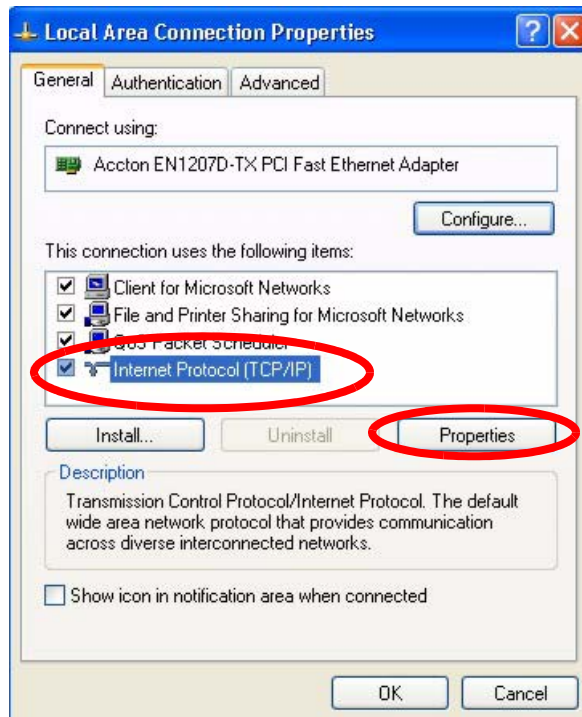 Local Area Connection Properties
General Authentication Advanced
Connect using:
Accton EN1207D-TX PCI Fast Ethernet Adapter
Configure...
This connection uses the following items:
Client for Microsoft Networks
File and Printer Sharing for Microsoft Networks
QoS Packet Scheduler
Internet Protocol (TCP/IP)
Install... Uninstall Properties
Description
Transmission Control Protocol/Internet Protocol. The default
wide area network protocol that provides communication
across diverse interconnected networks.
Show icon in notification area when connected
OK Cancel